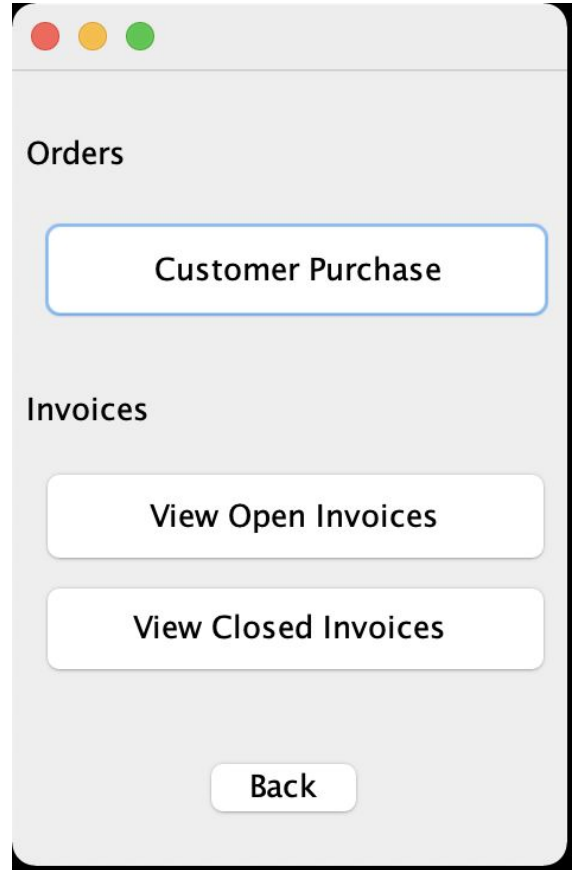 Orders
Customer Purchase
Invoices
View Open Invoices
View Closed Invoices
Back